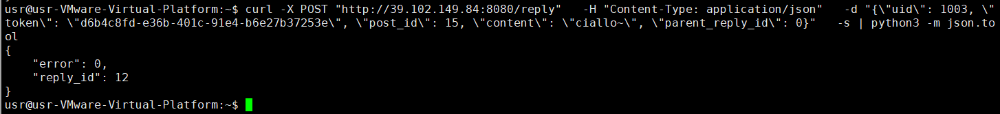 usr@usr-VMware-Virtual-Platform:~$ curl -X POST "http://39.102.149.84:8080/reply"   -H "Content-Type: application/json"   -d "{\"uid\": 1003, \"
token\": \"d6b4c8fd-e36b-401c-91e4-b6e27b37253e\", \"post_id\": 15, \"content\": \"ciallo~\", \"parent_reply_id\": 0}"   -s | python3 -m json.to
ol
{
    "error": 0,
    "reply_id": 12
}
usr@usr-VMware-Virtual-Platform:~$